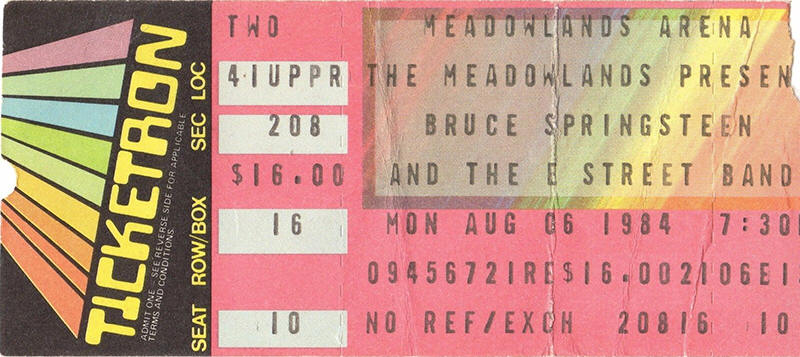 TICKETRON
ADMIT ONE — SEE REVERSE SIDE FOR APPLICABLE
TERMS AND CONDITIONS.
SEAT ROW/BOX SEC LOC
TWO
41UPPR
208
$16.00
16
10
MEADOWLANDS ARENA
THE MEADOWLANDS PRESEN
BRUCE SPRINGSTEEN
AND THE E STREET BAND
MON AUG 06 1984 7:30
0945672IRE$16.002106E1
NO REF/EXCH 20816 10